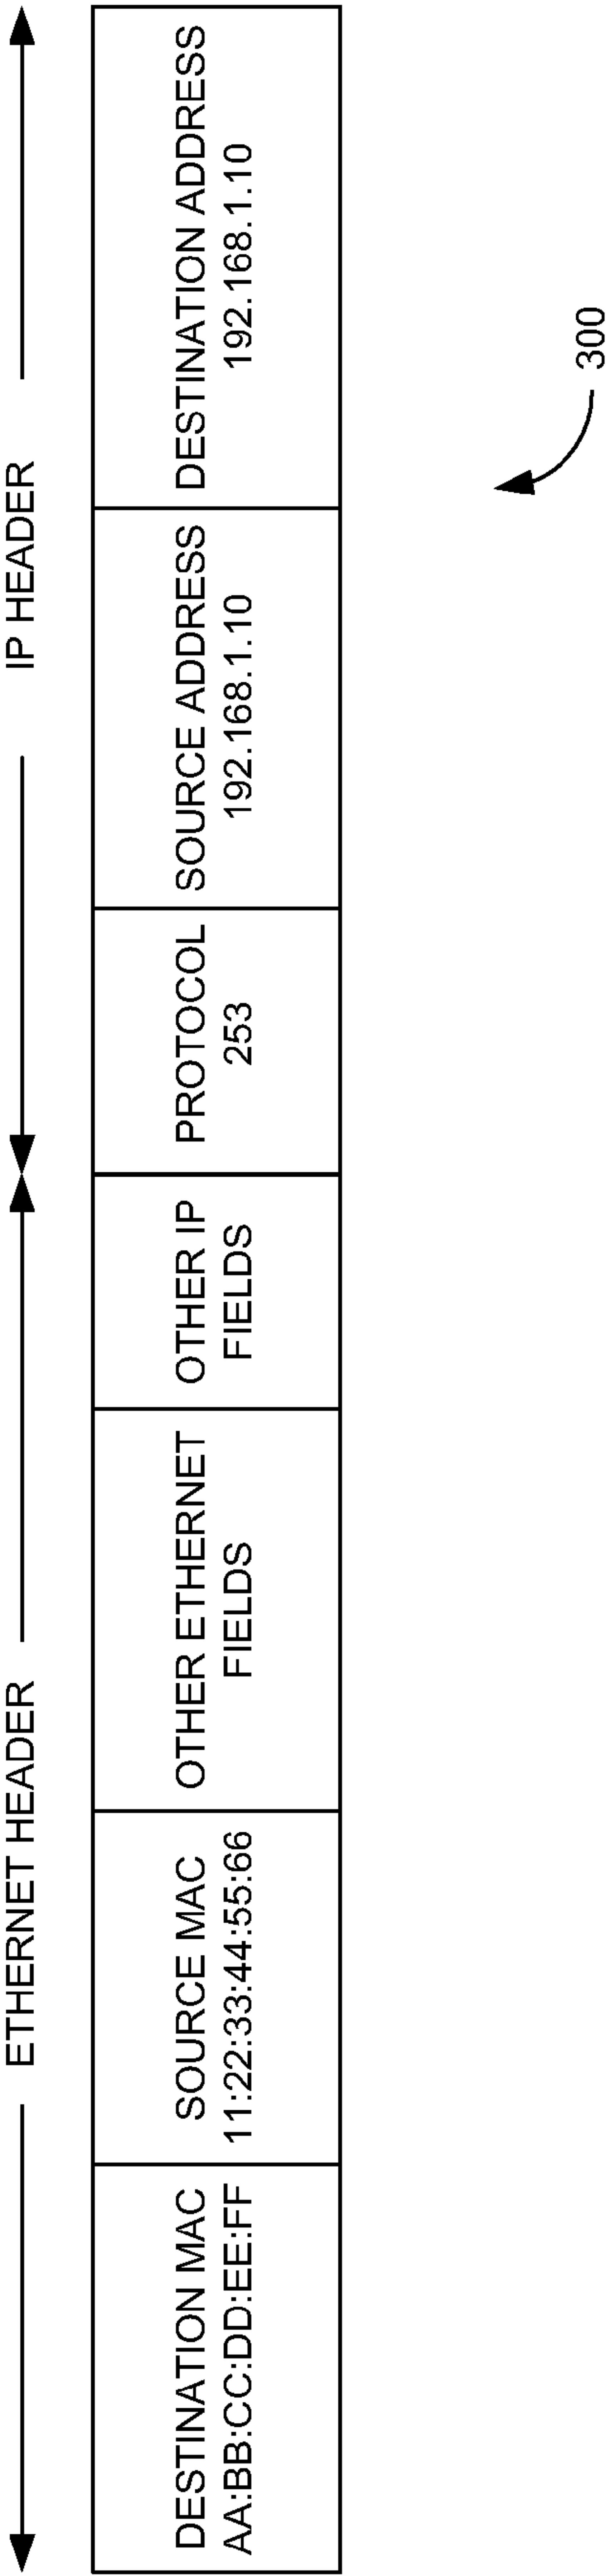 ETHERNET HEADER
IP HEADER
DESTINATION MAC
AA:BB:CC:DD:EE:FF
SOURCE MAC
11:22:33:44:55:66
OTHER ETHERNET
FIELDS
OTHER IP
FIELDS
PROTOCOL
253
SOURCE ADDRESS
192.168.1.10
DESTINATION ADDRESS
192.168.1.10
300